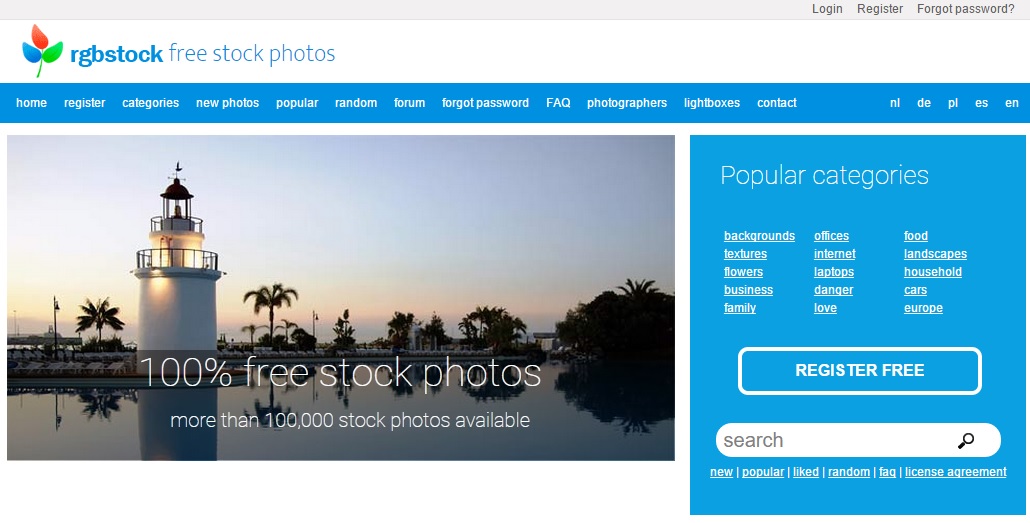 Login Register Forgot password?
rgbstock free stock photos
home register categories new photos popular random forum forgot password FAQ photographers lightboxes contact nl de pl es en
100% free stock photos
more than 100,000 stock photos available
Popular categories
backgrounds offices food
textures internet landscapes
flowers laptops household
business danger cars
family love europe
REGISTER FREE
search
new | popular | liked | random | faq | license agreement